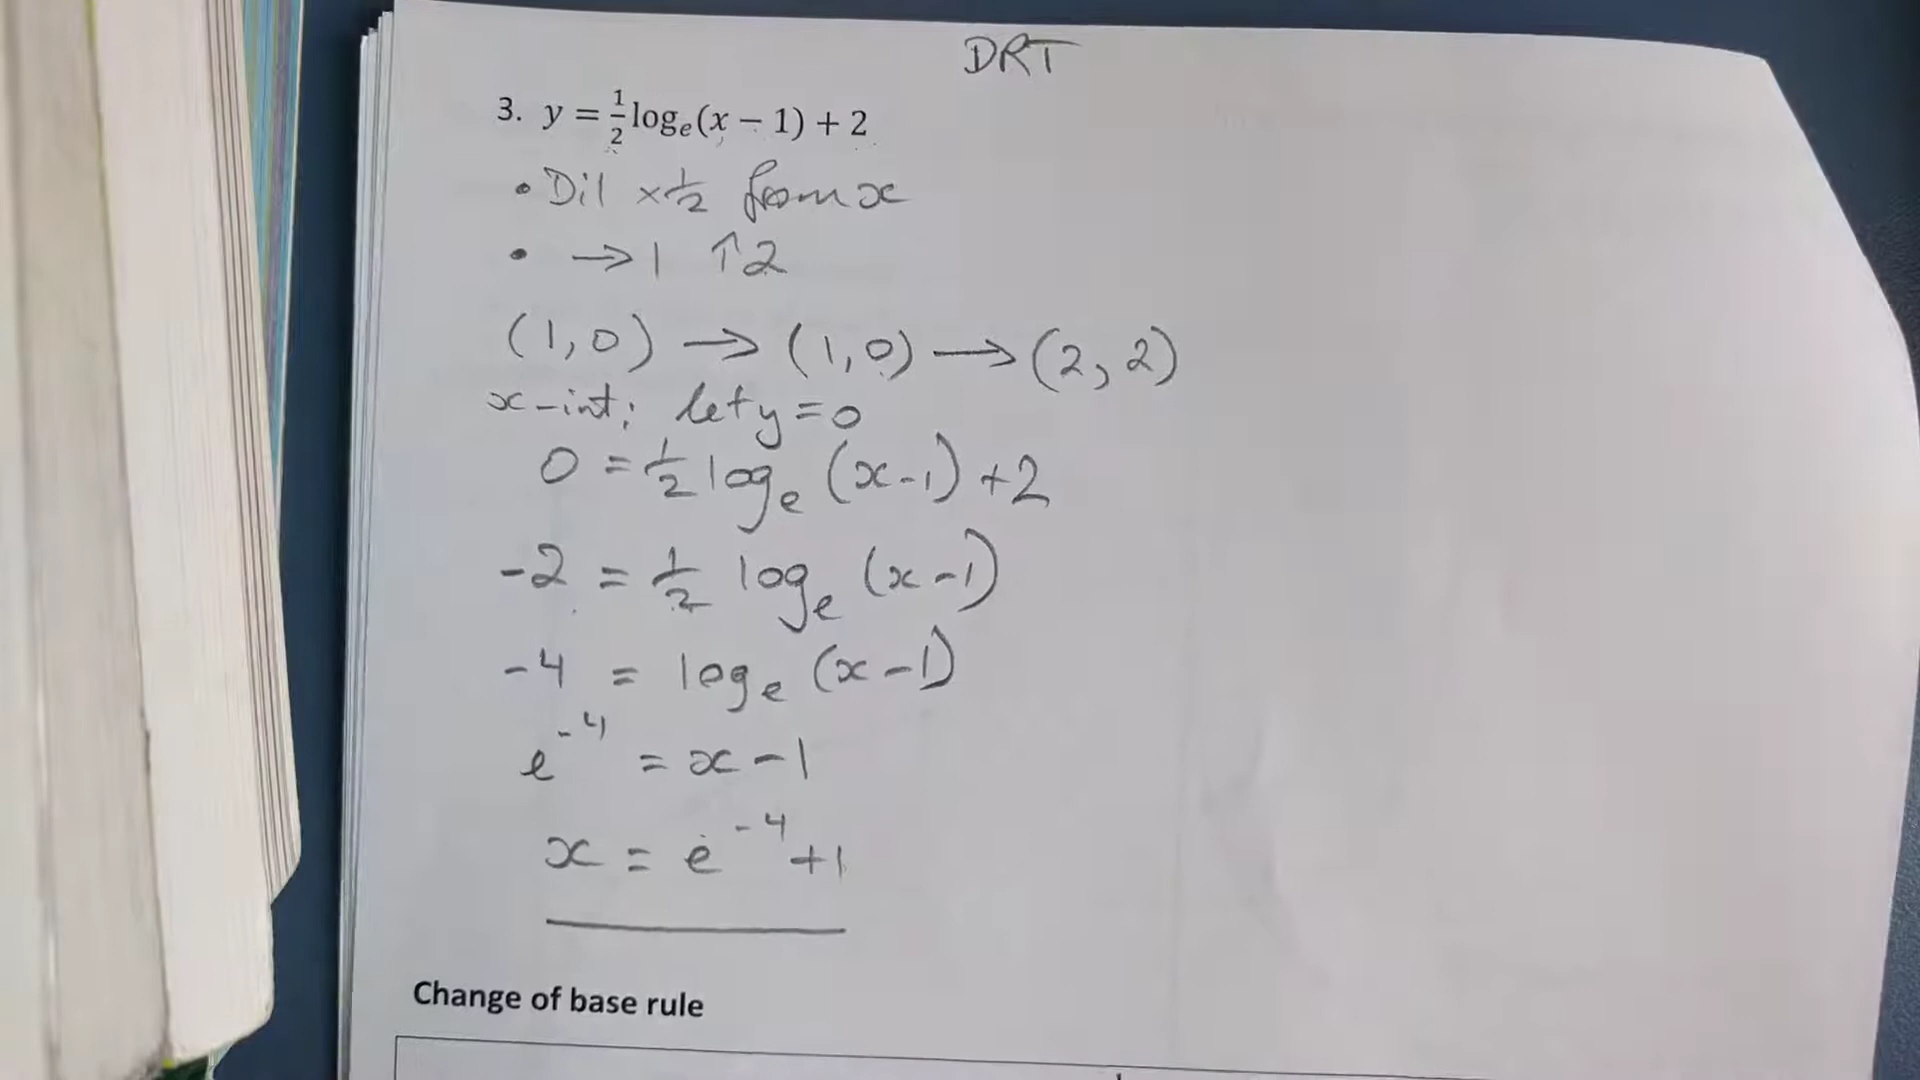 DRT
3. y = 1/2 logₑ(x − 1) + 2
• Dil ×1/2 from x
• → 1 ↑2
(1,0) → (1,0) → (2,2)
x-int: let y=0
0 = 1/2 logₑ (x-1) +2
-2 = 1/2 logₑ (x-1)
-4 = logₑ (x-1)
e⁻⁴ = x-1
x = e⁻⁴+1
Change of base rule